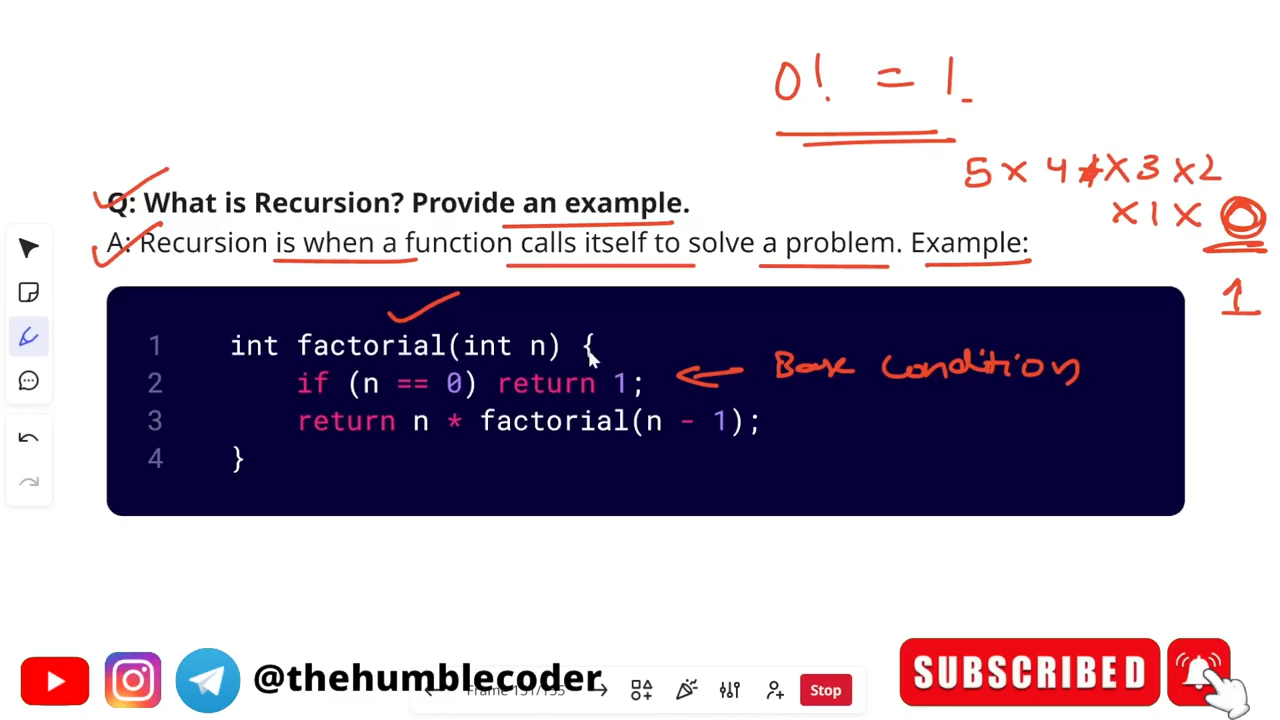 0! = 1.
5 x 4 x 3 x 2
x 1 x 0
1
Q: What is Recursion? Provide an example.
A: Recursion is when a function calls itself to solve a problem. Example:
1 int factorial(int n) {
2 if (n == 0) return 1; ← Base Condition
3 return n * factorial(n - 1);
4 }
@thehumblecoder
Stop
SUBSCRIBED